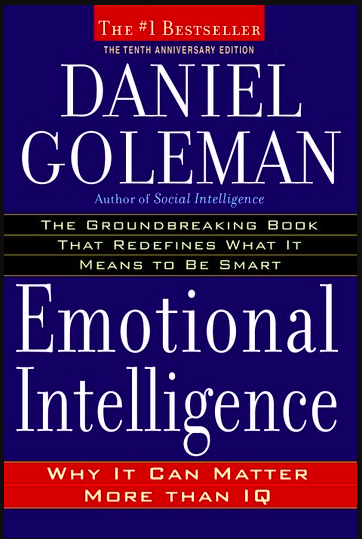 THE #1 BESTSELLER
THE TENTH ANNIVERSARY EDITION
DANIEL
GOLEMAN
Author of Social Intelligence
THE GROUNDBREAKING BOOK
THAT REDEFINES WHAT IT
MEANS TO BE SMART
Emotional
Intelligence
WHY IT CAN MATTER
MORE THAN IQ